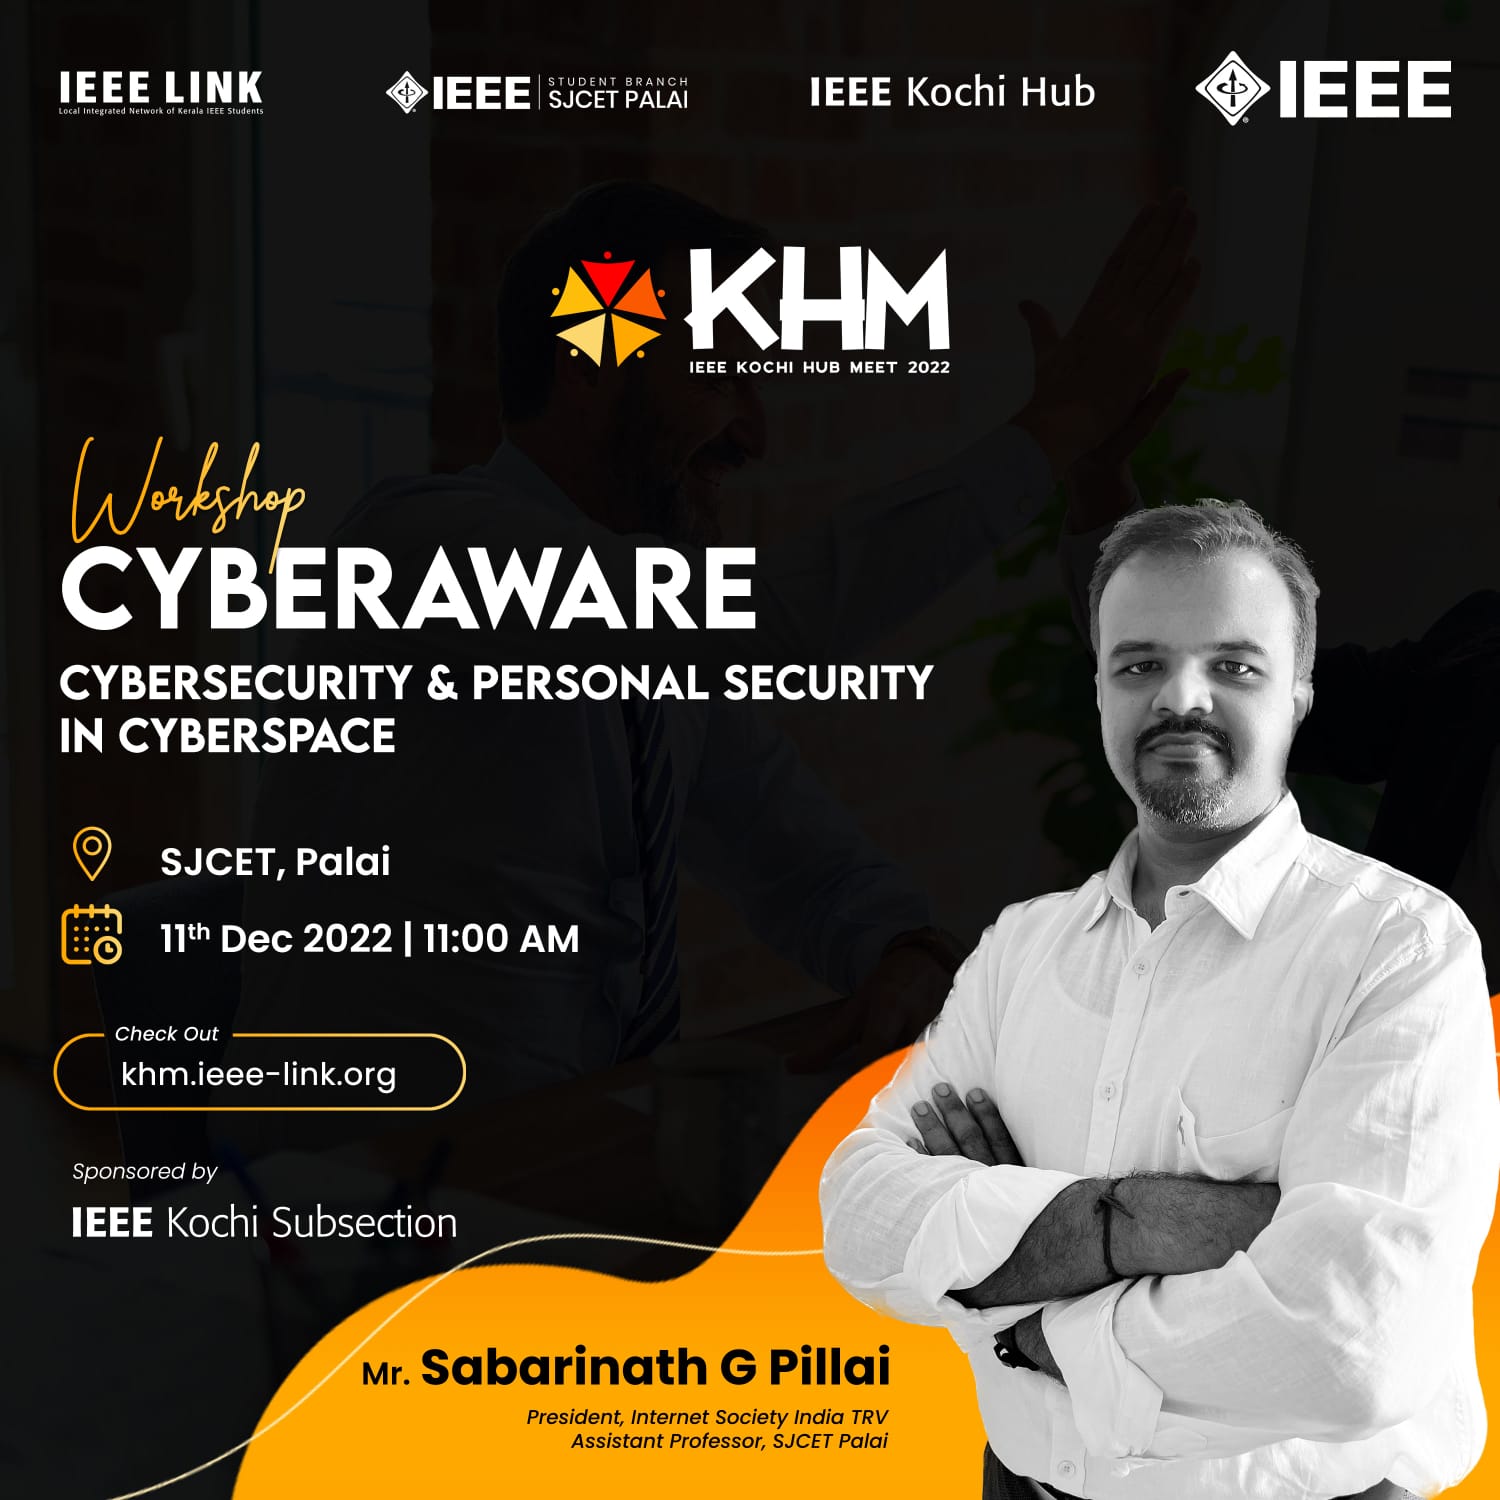 IEEE LINK
Local Integrated Network of Kerala IEEE Students
IEEE
STUDENT BRANCH
SJCET PALAI
IEEE Kochi Hub
IEEE
KHM
IEEE KOCHI HUB MEET 2022
Workshop
CYBERAWARE
CYBERSECURITY & PERSONAL SECURITY
IN CYBERSPACE
SJCET, Palai
11th Dec 2022 | 11:00 AM
Check Out
khm.ieee-link.org
Sponsored by
IEEE Kochi Subsection
Mr. Sabarinath G Pillai
President, Internet Society India TRV
Assistant Professor, SJCET Palai